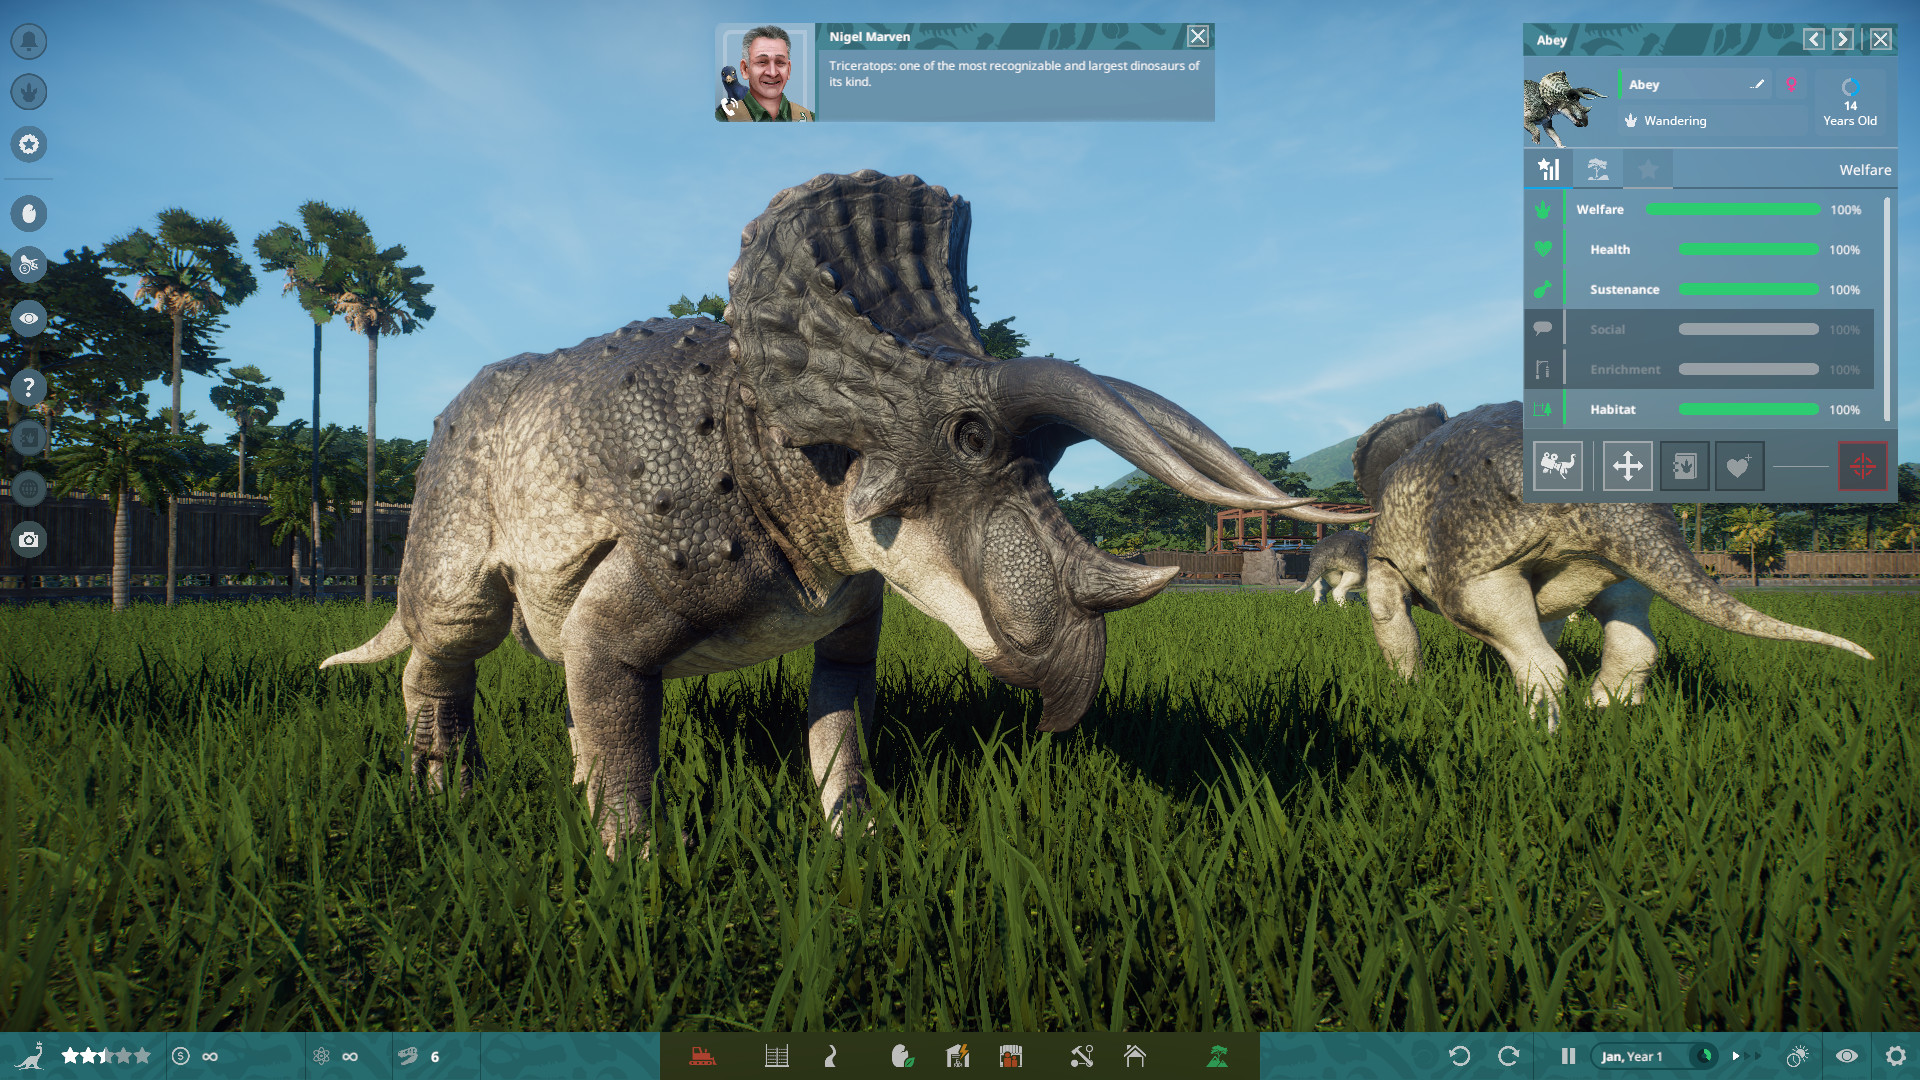 Nigel Marven
Triceratops: one of the most recognizable and largest dinosaurs of
its kind.
Abey
Abey
Wandering
14
Years Old
Welfare
Welfare 100%
Health 100%
Sustenance 100%
Social 100%
Enrichment 100%
Habitat 100%
?
$ ∞
∞
6
Jan, Year 1